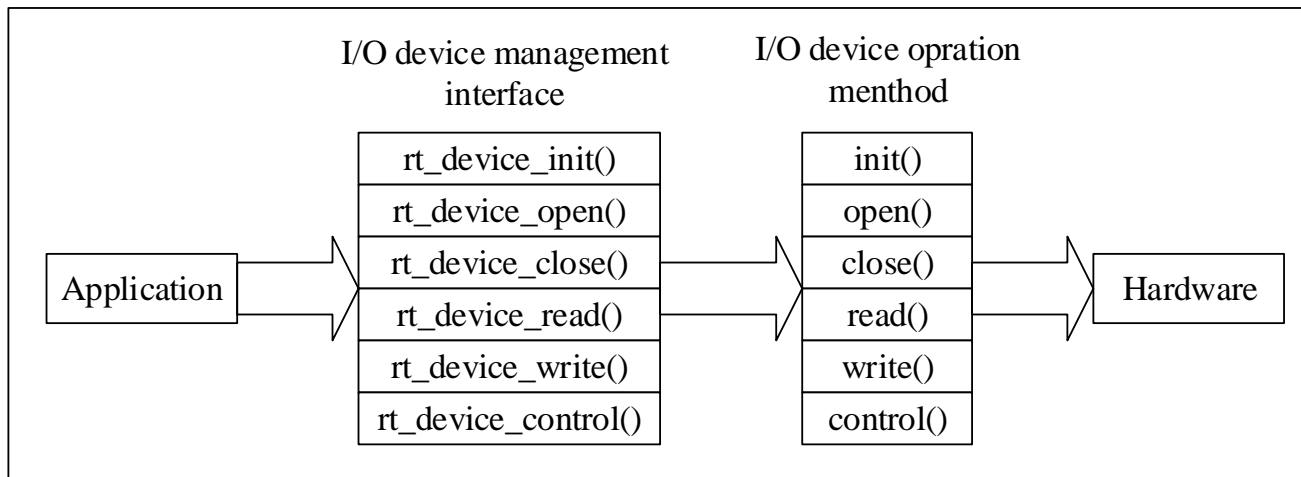 I/O device management
interface
I/O device opration
menthod
Application
rt_device_init()
rt_device_open()
rt_device_close()
rt_device_read()
rt_device_write()
rt_device_control()
init()
open()
close()
read()
write()
control()
Hardware